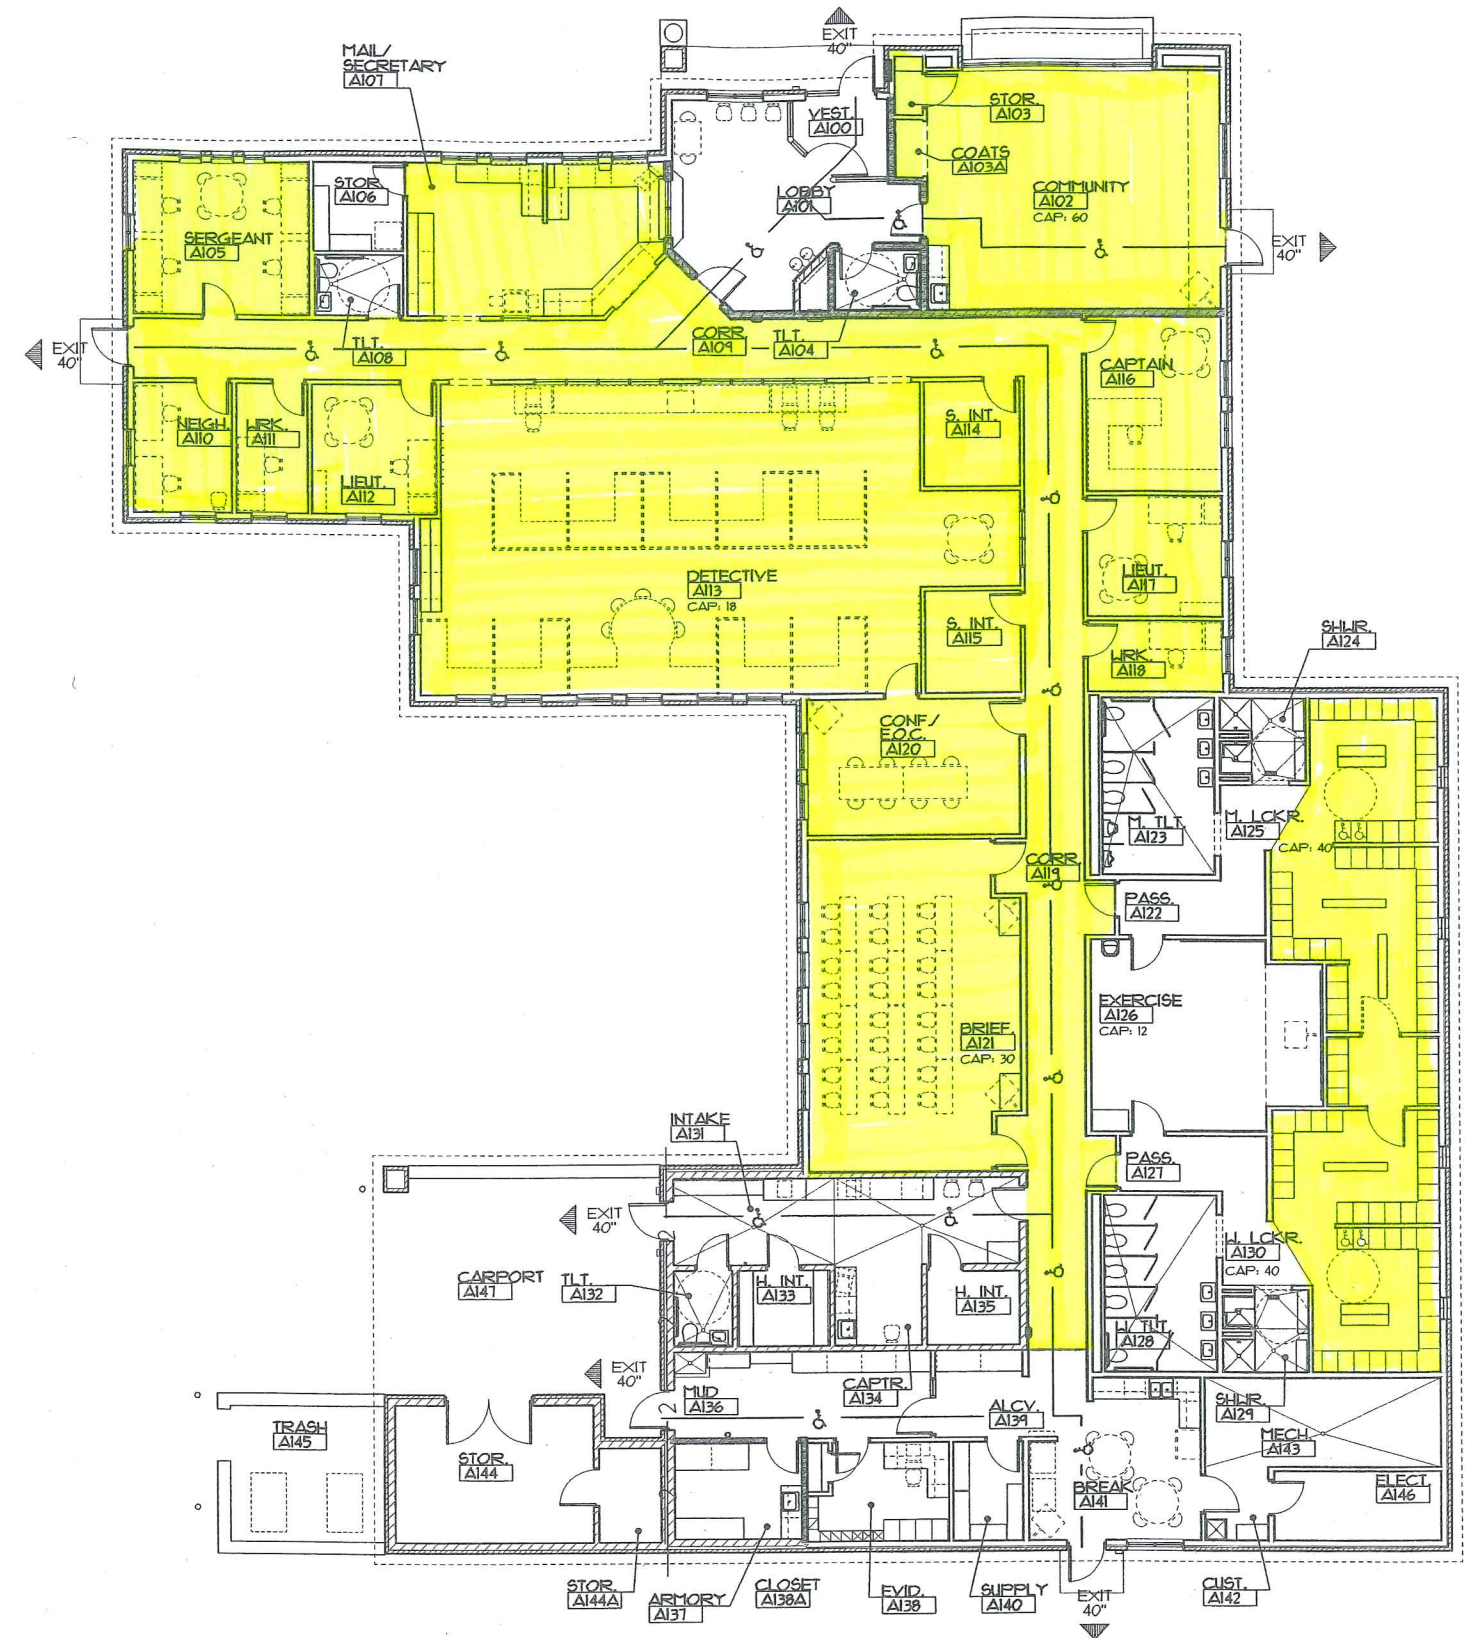 EXIT
40"
MAIL/
SECRETARY
A107
VEST.
A100
STOR.
A103
COATS
A103A
STOR.
A106
LOBBY
A101
COMMUNITY
A102
CAP: 60
SERGEANT
A105
EXIT
40"
EXIT
40"
TLT.
A108
CORR.
A109
TLT.
A104
CAPTAIN
A116
NEIGH.
A110
WRK.
A111
S. INT.
A114
LIEUT.
A112
DETECTIVE
A113
CAP: 18
LIEUT.
A117
S. INT.
A115
SHWR.
A124
WRK.
A118
CONF./
E.O.C.
A120
M. TLT.
A123
M. LCKR.
A125
CAP: 40
CORR.
A119
PASS.
A122
EXERCISE
A126
CAP: 12
BRIEF.
A121
CAP: 30
INTAKE
A131
PASS.
A127
EXIT
40"
W. LCKR.
A130
CAP: 40
CARPORT
A147
TLT.
A132
H. INT.
A133
H. INT.
A135
W. TLT.
A128
EXIT
40"
MUD
A136
CAPTR.
A134
ALCV.
A139
SHWR.
A129
TRASH
A145
MECH.
A143
STOR.
A144
BREAK
A141
ELECT.
A146
STOR.
A144A
ARMORY
A137
CLOSET
A138A
EVID.
A138
SUPPLY
A140
EXIT
40"
CUST.
A142